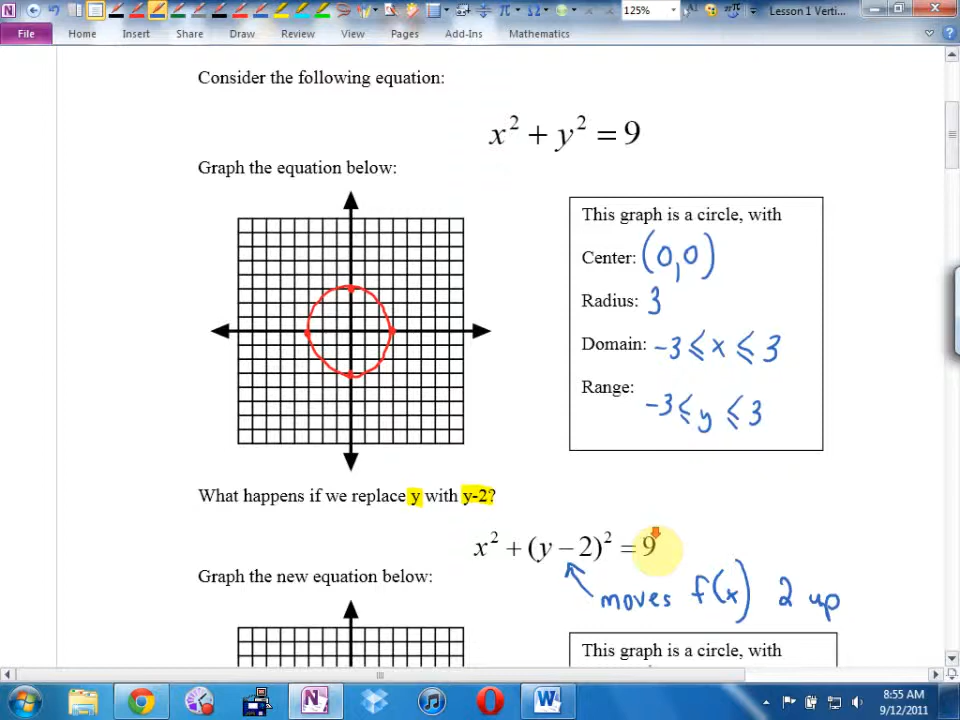 125%
Lesson 1 Verti...
File Home Insert Share Draw Review View Pages Add-Ins Mathematics
Consider the following equation:
x² + y² = 9
Graph the equation below:
This graph is a circle, with
Center: (0,0)
Radius: 3
Domain: -3 ≤ x ≤ 3
Range: -3 ≤ y ≤ 3
What happens if we replace y with y-2?
x² + (y − 2)² = 9
Graph the new equation below:
moves f(x) 2 up
This graph is a circle, with
8:55 AM
9/12/2011